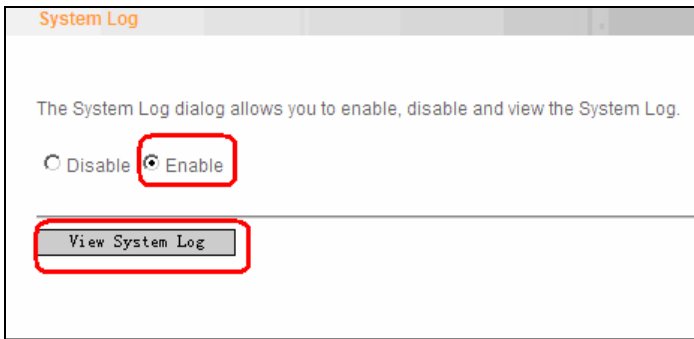 System Log
The System Log dialog allows you to enable, disable and view the System Log.
Disable Enable
View System Log